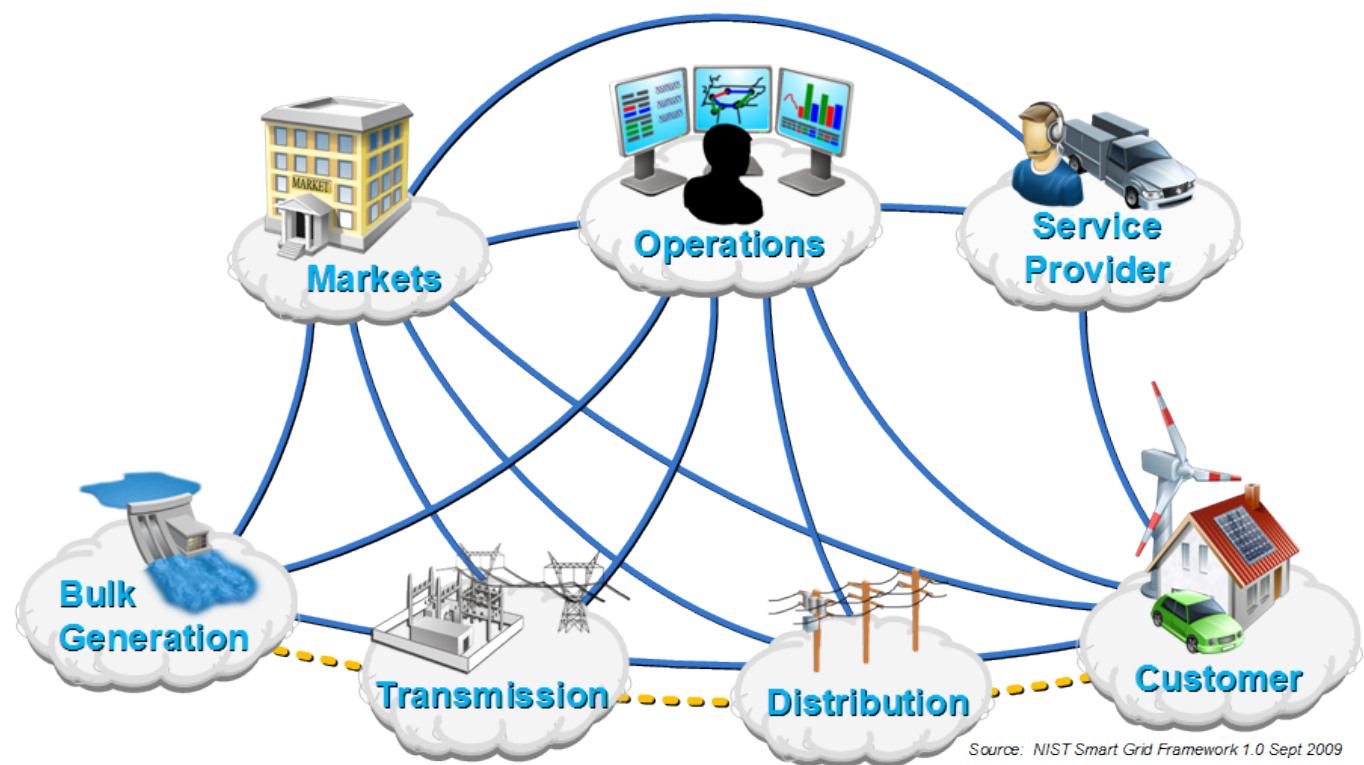 MARKET
Markets
Operations
Service
Provider
Bulk
Generation
Transmission
Distribution
Customer
Source: NIST Smart Grid Framework 1.0 Sept 2009